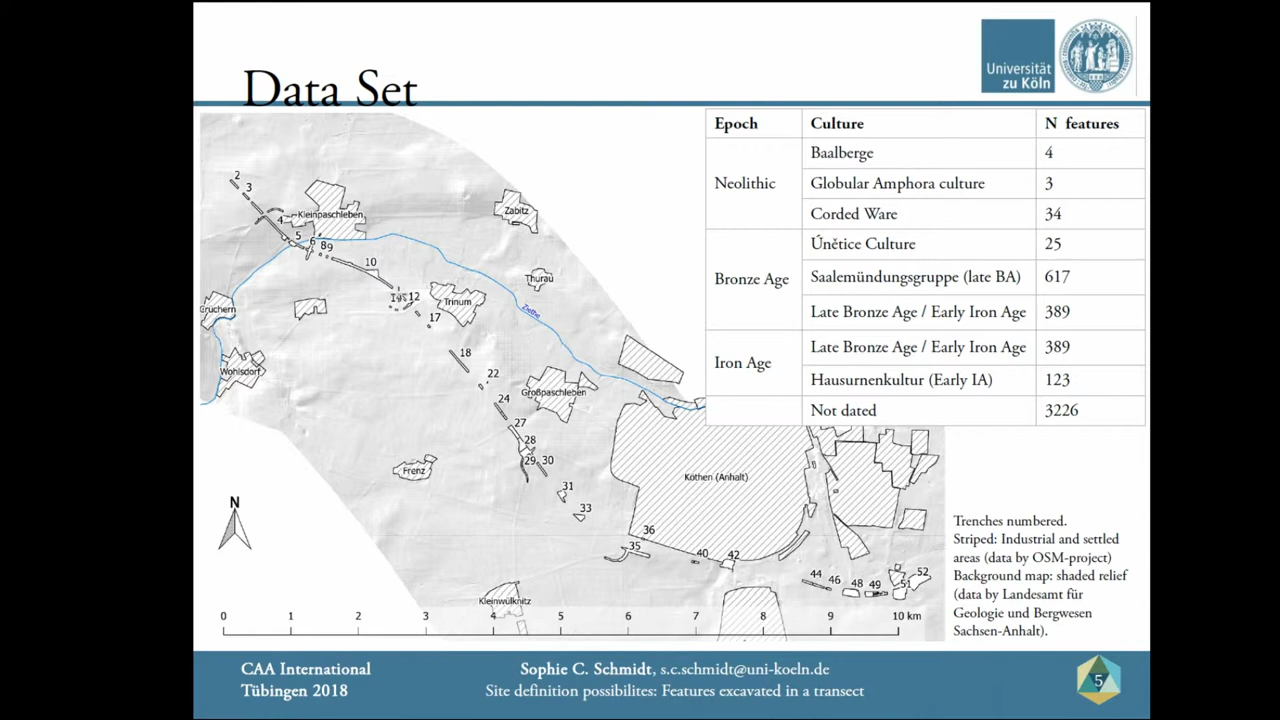 Data Set
Universität
zu Köln
Epoch Culture N features
Neolithic
Baalberge 4
Globular Amphora culture 3
Corded Ware 34
Bronze Age
Únětice Culture 25
Saalemündungsgruppe (late BA) 617
Late Bronze Age / Early Iron Age 389
Iron Age
Late Bronze Age / Early Iron Age 389
Hausurnenkultur (Early IA) 123
Not dated 3226
2
3
Kleinpaschleben
4
Zabitz
5
6
8
9
10
Thurau
12
Trinum
Ziethe
17
18
Wohlsdorf
22
Großpaschleben
24
27
28
29
30
Frenz
Köthen (Anhalt)
31
33
N
36
35
40
42
44
46
48
49
51
52
Kleinwülknitz
0 1 2 3 4 5 6 7 8 9 10 km
Trenches numbered.
Striped: Industrial and settled
areas (data by OSM-project)
Background map: shaded relief
(data by Landesamt für
Geologie und Bergwesen
Sachsen-Anhalt).
CAA International
Tübingen 2018
Sophie C. Schmidt, s.c.schmidt@uni-koeln.de
Site definition possibilites: Features excavated in a transect
5